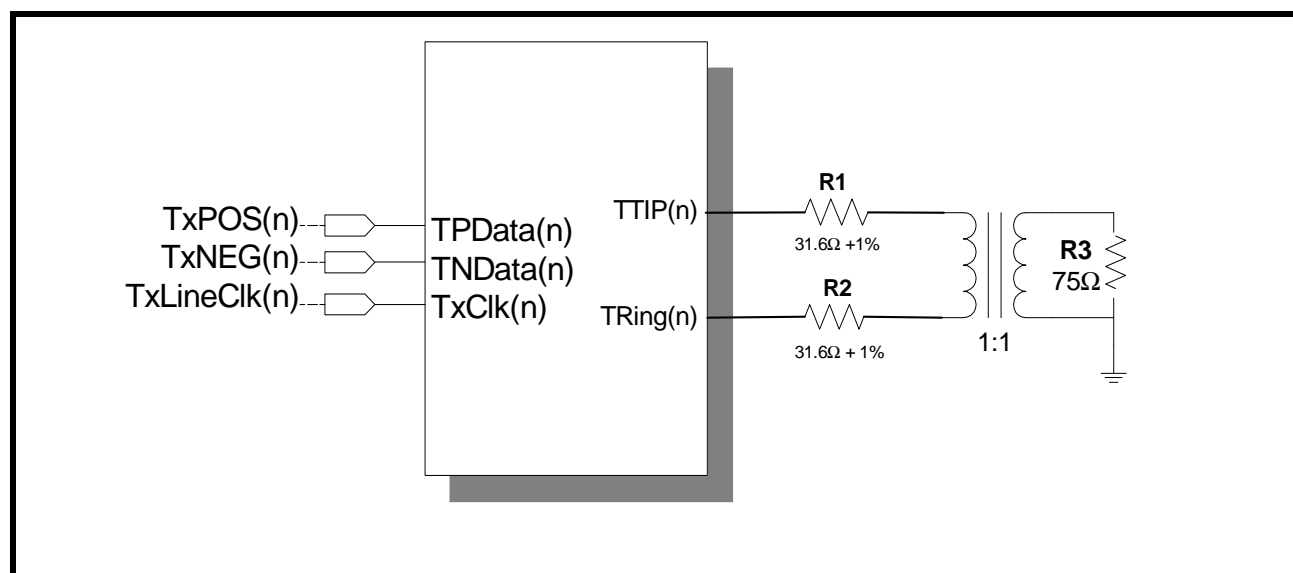 TxPOS(n)
TxNEG(n)
TxLineClk(n)
TPData(n)
TNData(n)
TxClk(n)
TTIP(n)
TRing(n)
R1
31.6Ω +1%
R2
31.6Ω + 1%
1:1
R3
75Ω